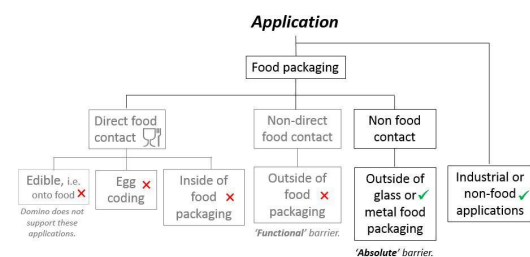 Application
Food packaging
Direct food
contact
Non-direct
food contact
Non food
contact
Edible, i.e.
onto food
Egg
coding
Inside of
food
packaging
Outside of
food
packaging
Outside of
glass or
metal food
packaging
Industrial or
non-food
applications
Domino does not
support these
applications.
'Functional' barrier.
'Absolute' barrier.